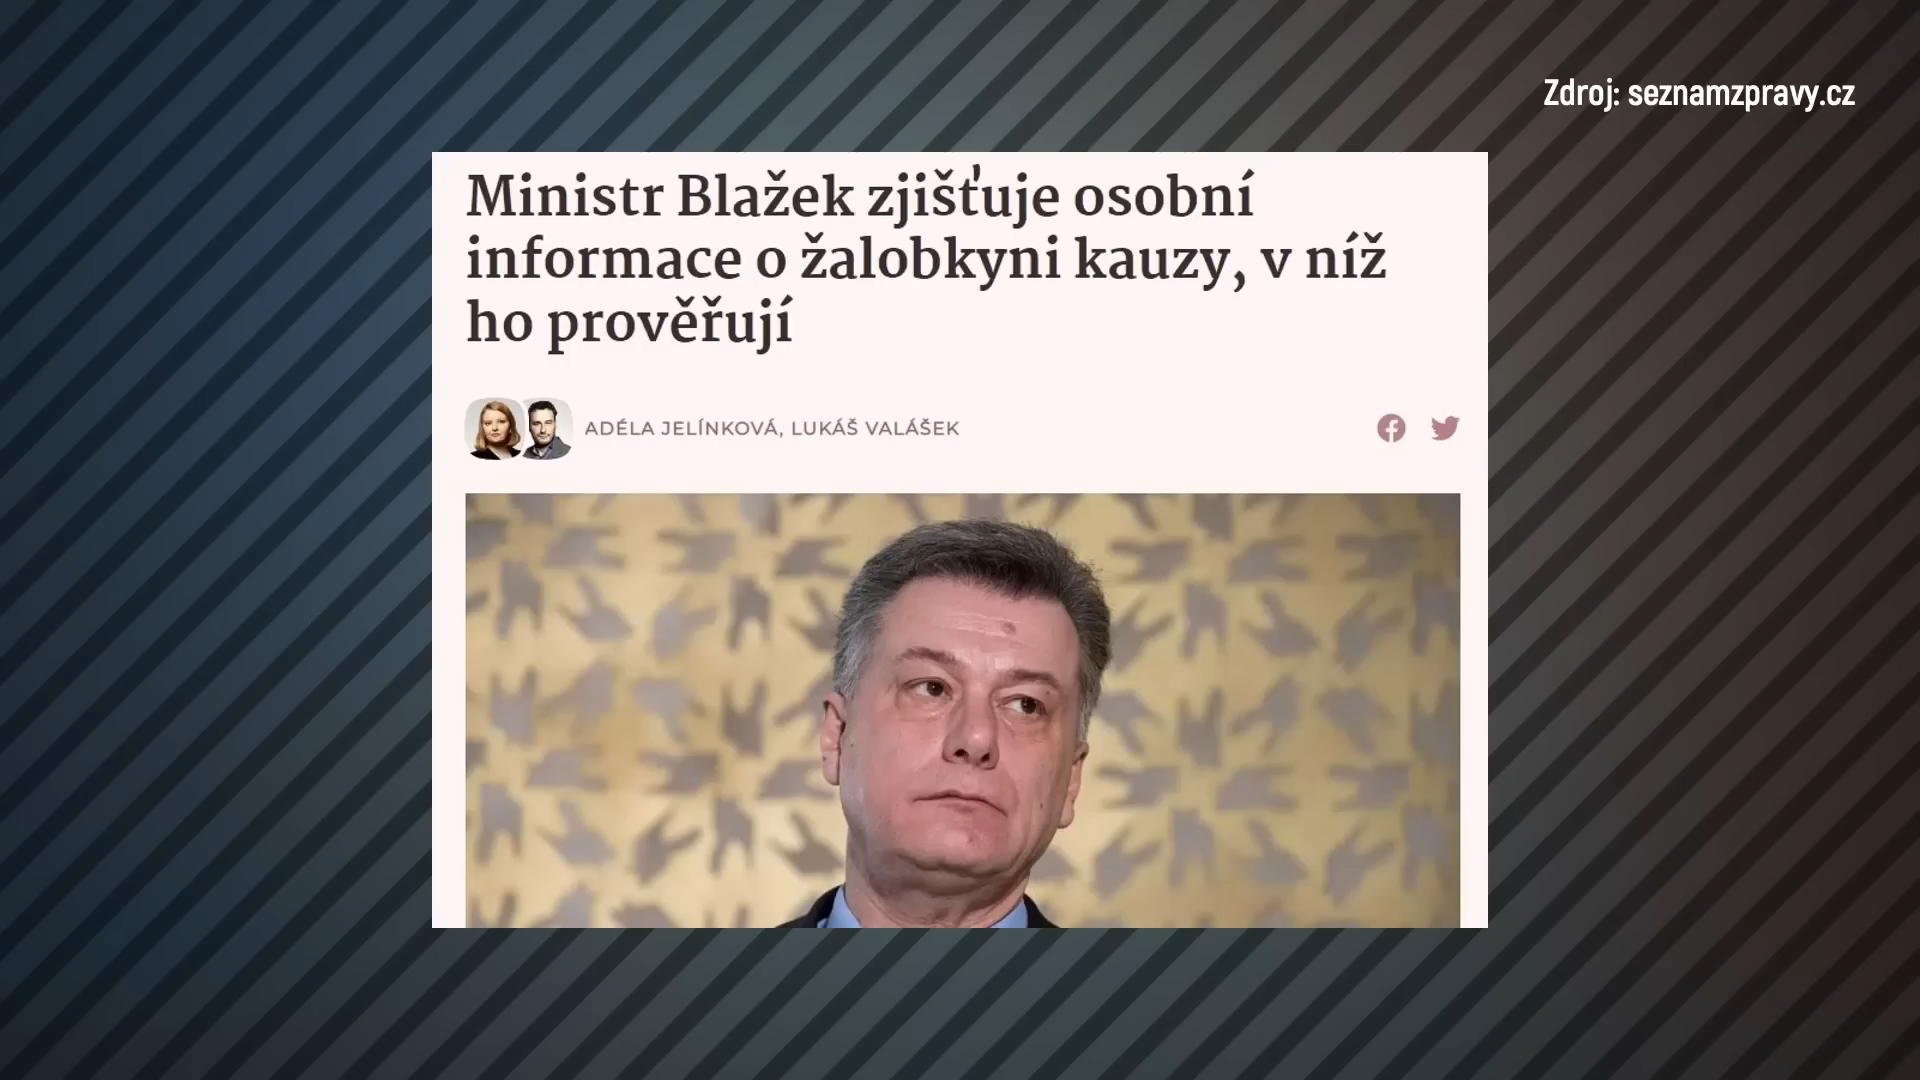 Zdroj: seznamzpravy.cz
Ministr Blažek zjišťuje osobní
informace o žalobkyni kauzy, v níž
ho prověřují
ADÉLA JELÍNKOVÁ, LUKÁŠ VALÁŠEK